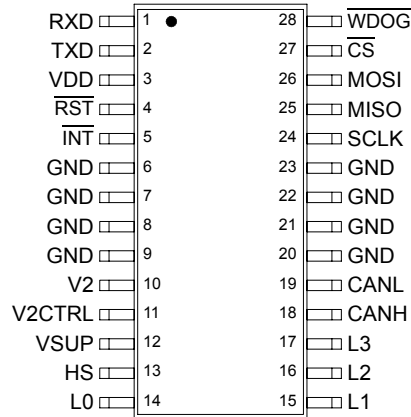 RXD 1 28 WDOG
TXD 2 27 CS
VDD 3 26 MOSI
RST 4 25 MISO
INT 5 24 SCLK
GND 6 23 GND
GND 7 22 GND
GND 8 21 GND
GND 9 20 GND
V2 10 19 CANL
V2CTRL 11 18 CANH
VSUP 12 17 L3
HS 13 16 L2
L0 14 15 L1